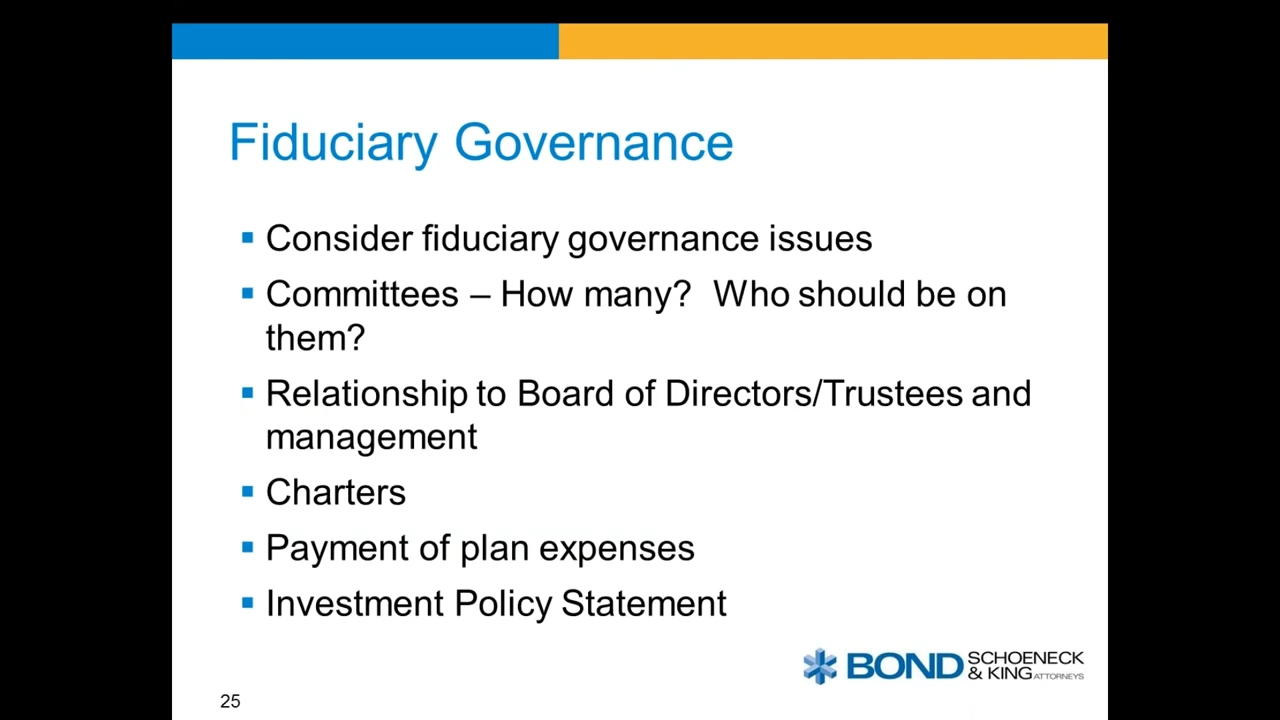 Fiduciary Governance
▪ Consider fiduciary governance issues
▪ Committees – How many?  Who should be on
them?
▪ Relationship to Board of Directors/Trustees and
management
▪ Charters
▪ Payment of plan expenses
▪ Investment Policy Statement
BOND SCHOENECK
& KING ATTORNEYS
25